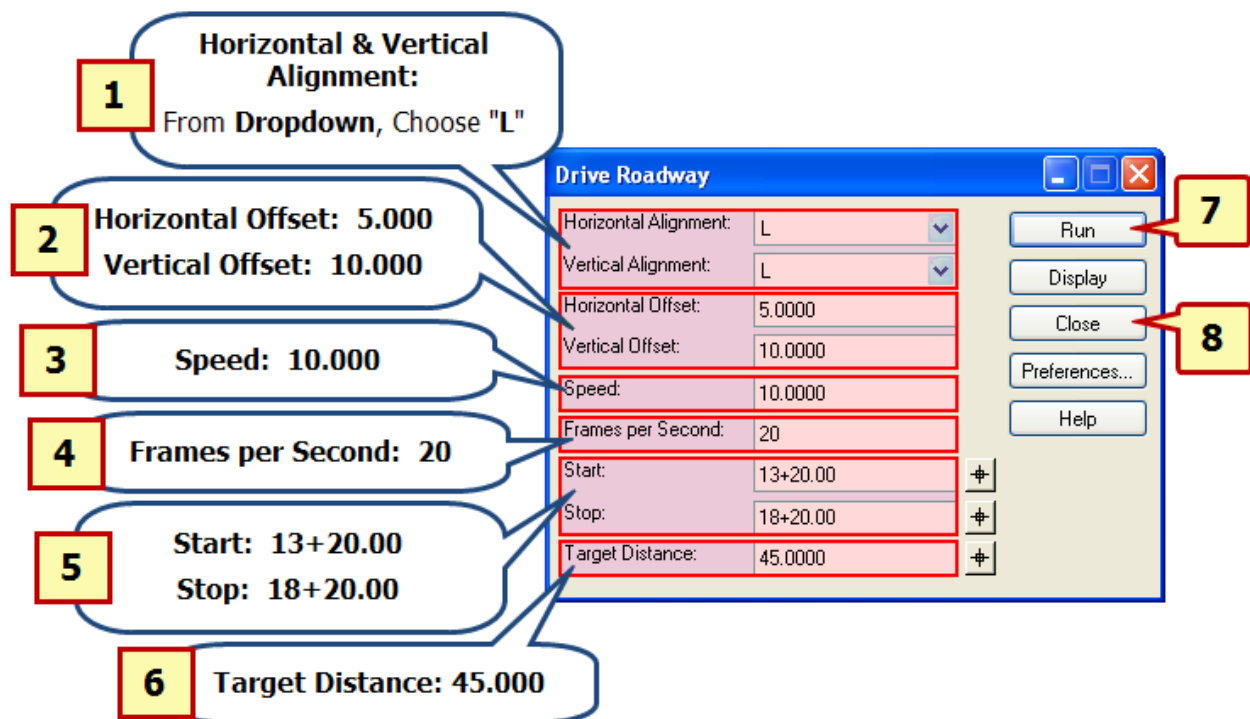 1
Horizontal & Vertical
Alignment:
From Dropdown, Choose "L"
2
Horizontal Offset: 5.000
Vertical Offset: 10.000
3
Speed: 10.000
4
Frames per Second: 20
5
Start: 13+20.00
Stop: 18+20.00
6
Target Distance: 45.000
Drive Roadway
Horizontal Alignment: L
Vertical Alignment: L
Horizontal Offset: 5.0000
Vertical Offset: 10.0000
Speed: 10.0000
Frames per Second: 20
Start: 13+20.00
Stop: 18+20.00
Target Distance: 45.0000
Run
Display
Close
Preferences...
Help
7
8